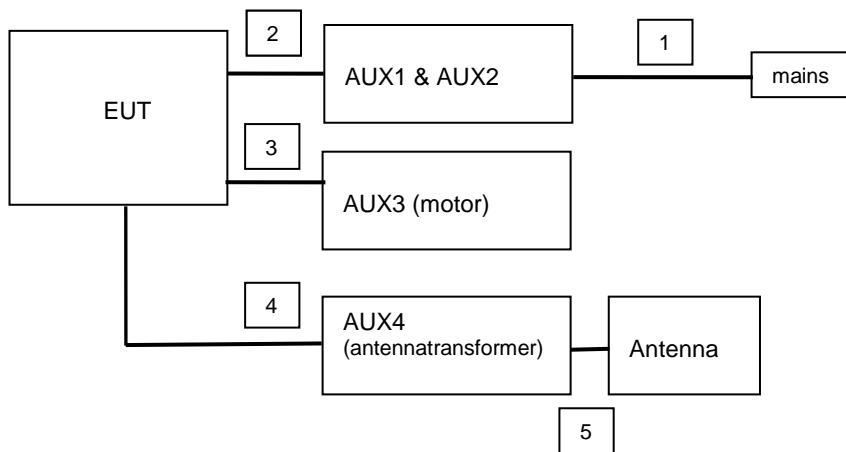 2
1
AUX1 & AUX2
mains
EUT
3
AUX3 (motor)
4
AUX4
(antennatransformer)
Antenna
5